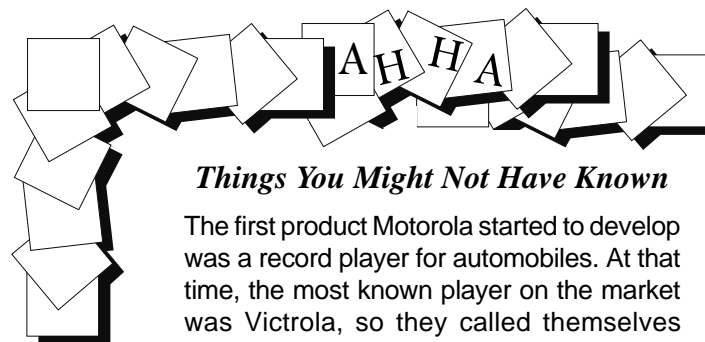 A H H A
Things You Might Not Have Known
The first product Motorola started to develop
was a record player for automobiles. At that
time, the most known player on the market
was Victrola, so they called themselves